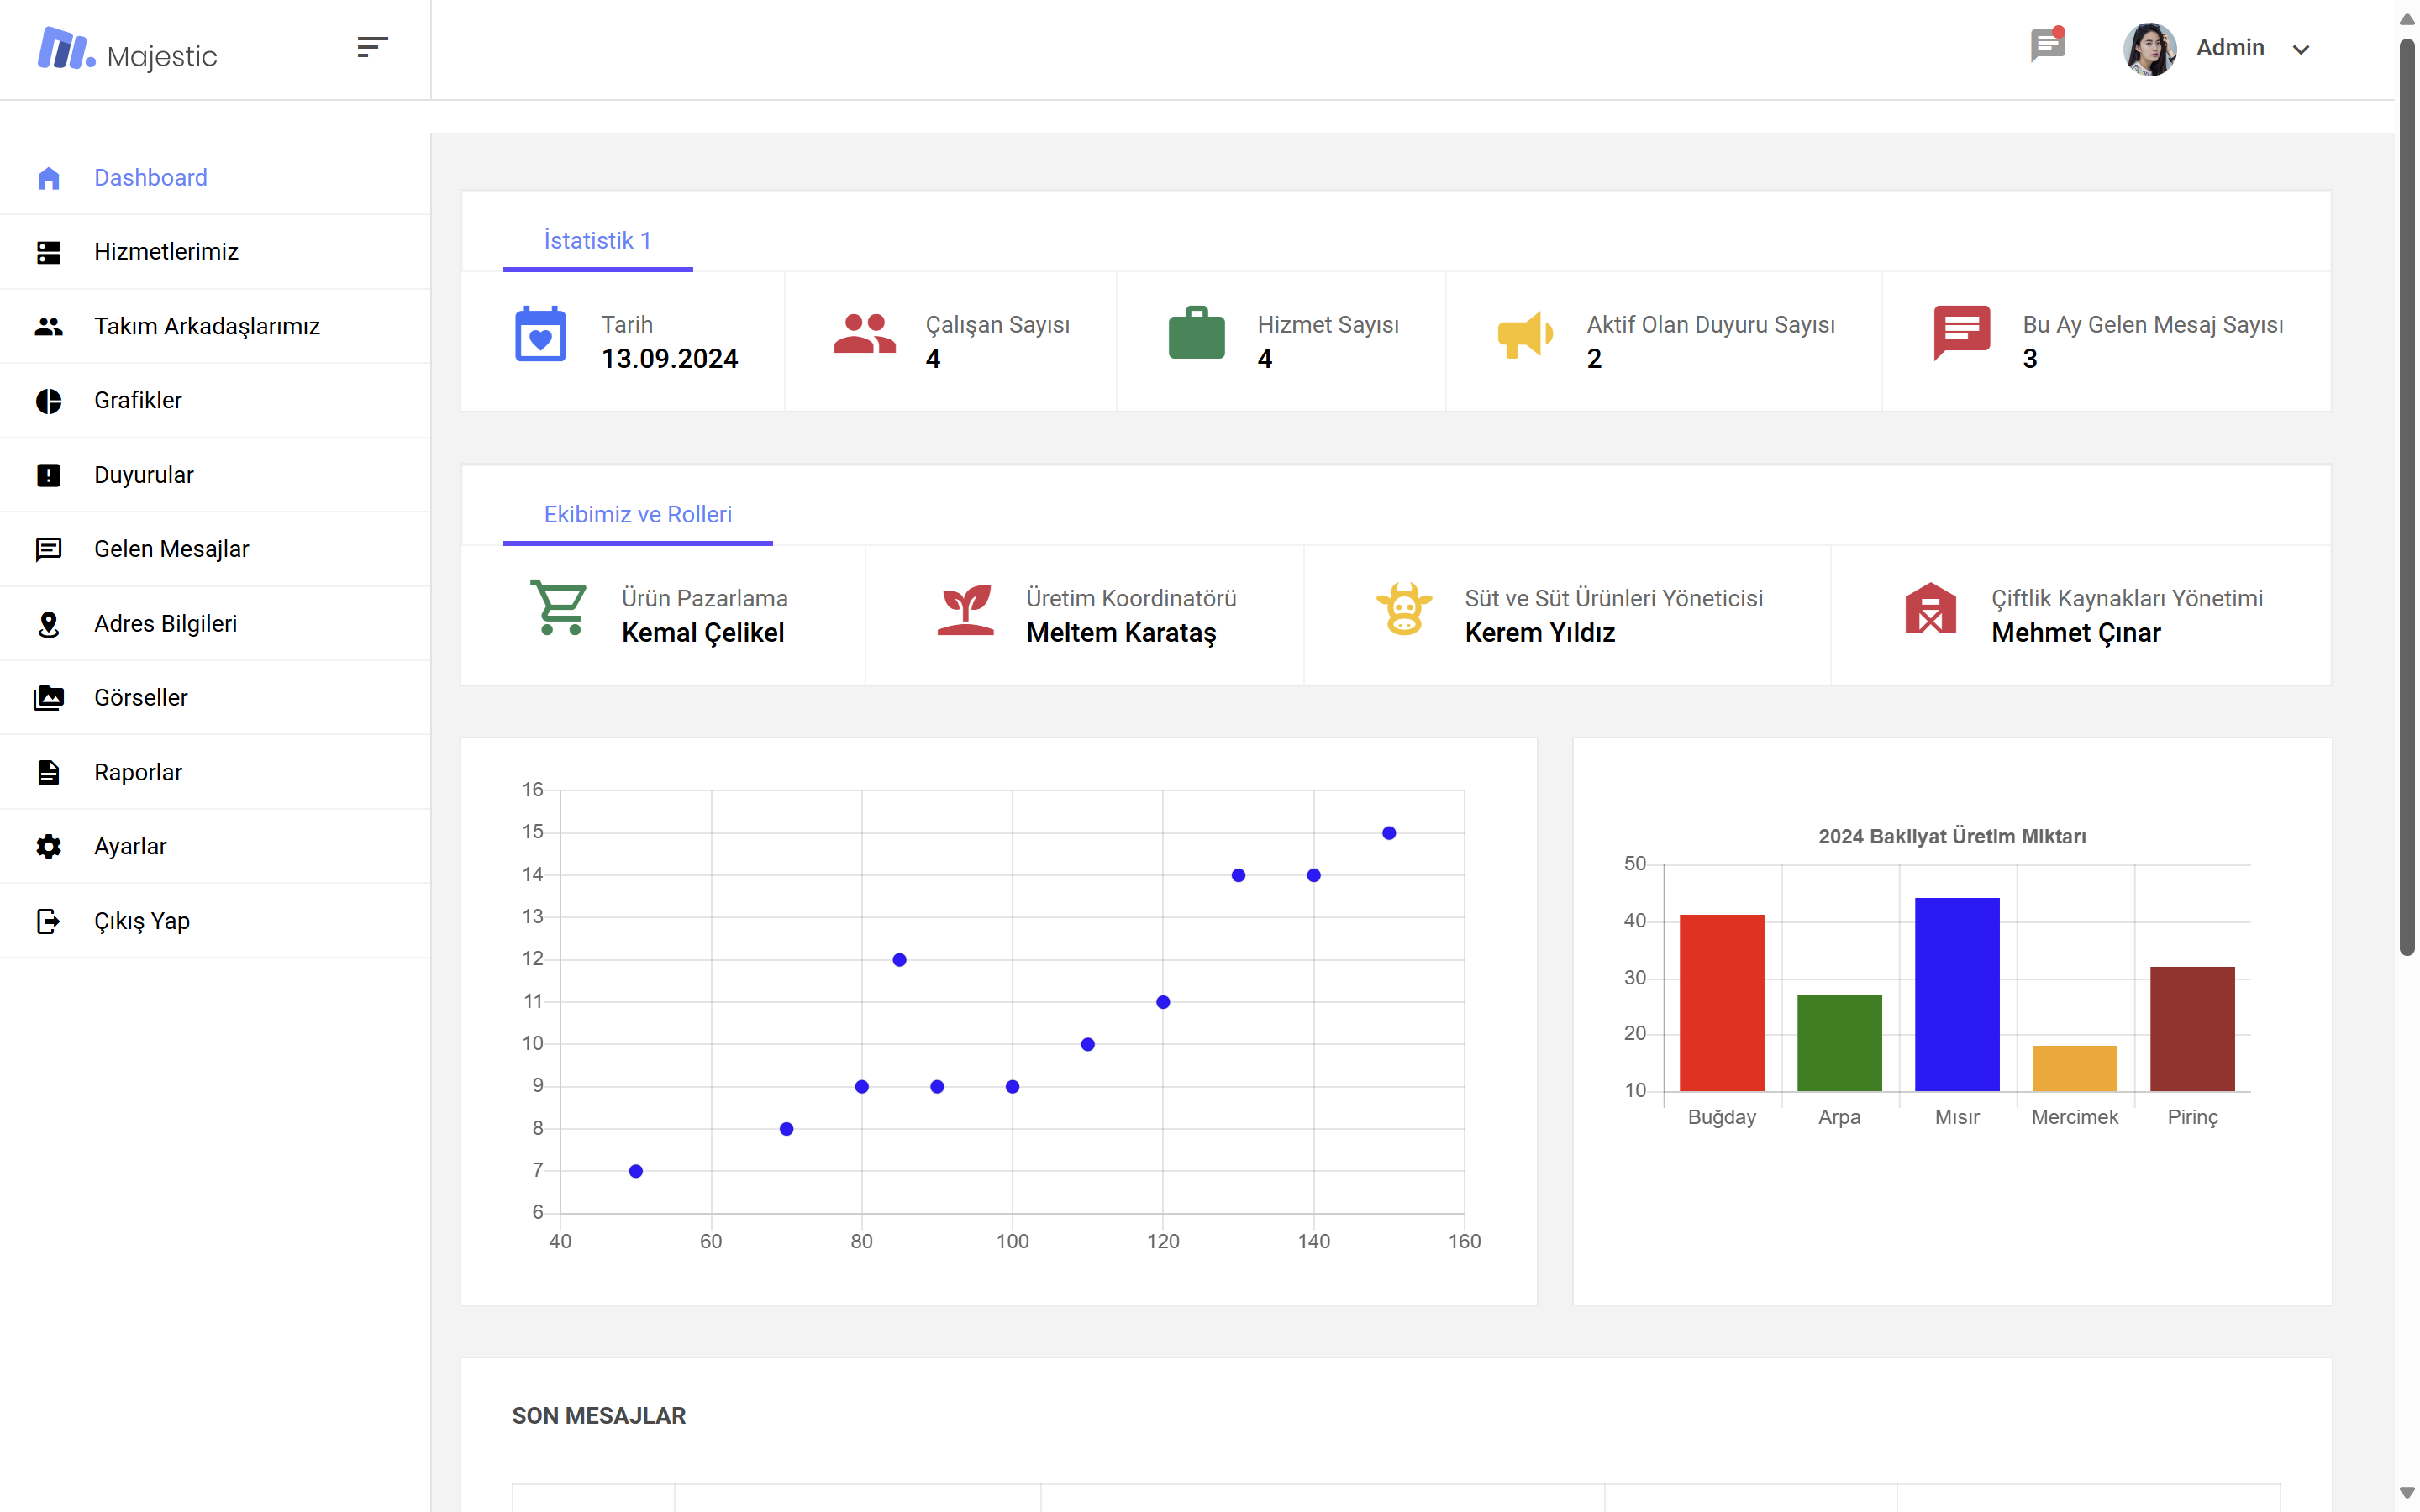 Majestic
Admin
Dashboard
Hizmetlerimiz
Takım Arkadaşlarımız
Grafikler
Duyurular
Gelen Mesajlar
Adres Bilgileri
Görseller
Raporlar
Ayarlar
Çıkış Yap
İstatistik 1
Tarih
13.09.2024
Çalışan Sayısı
4
Hizmet Sayısı
4
Aktif Olan Duyuru Sayısı
2
Bu Ay Gelen Mesaj Sayısı
3
Ekibimiz ve Rolleri
Ürün Pazarlama
Kemal Çelikel
Üretim Koordinatörü
Meltem Karataş
Süt ve Süt Ürünleri Yöneticisi
Kerem Yıldız
Çiftlik Kaynakları Yönetimi
Mehmet Çınar
16
15
14
13
12
11
10
9
8
7
6
40 60 80 100 120 140 160
2024 Bakliyat Üretim Miktarı
50
40
30
20
10
Buğday Arpa Mısır Mercimek Pirinç
SON MESAJLAR